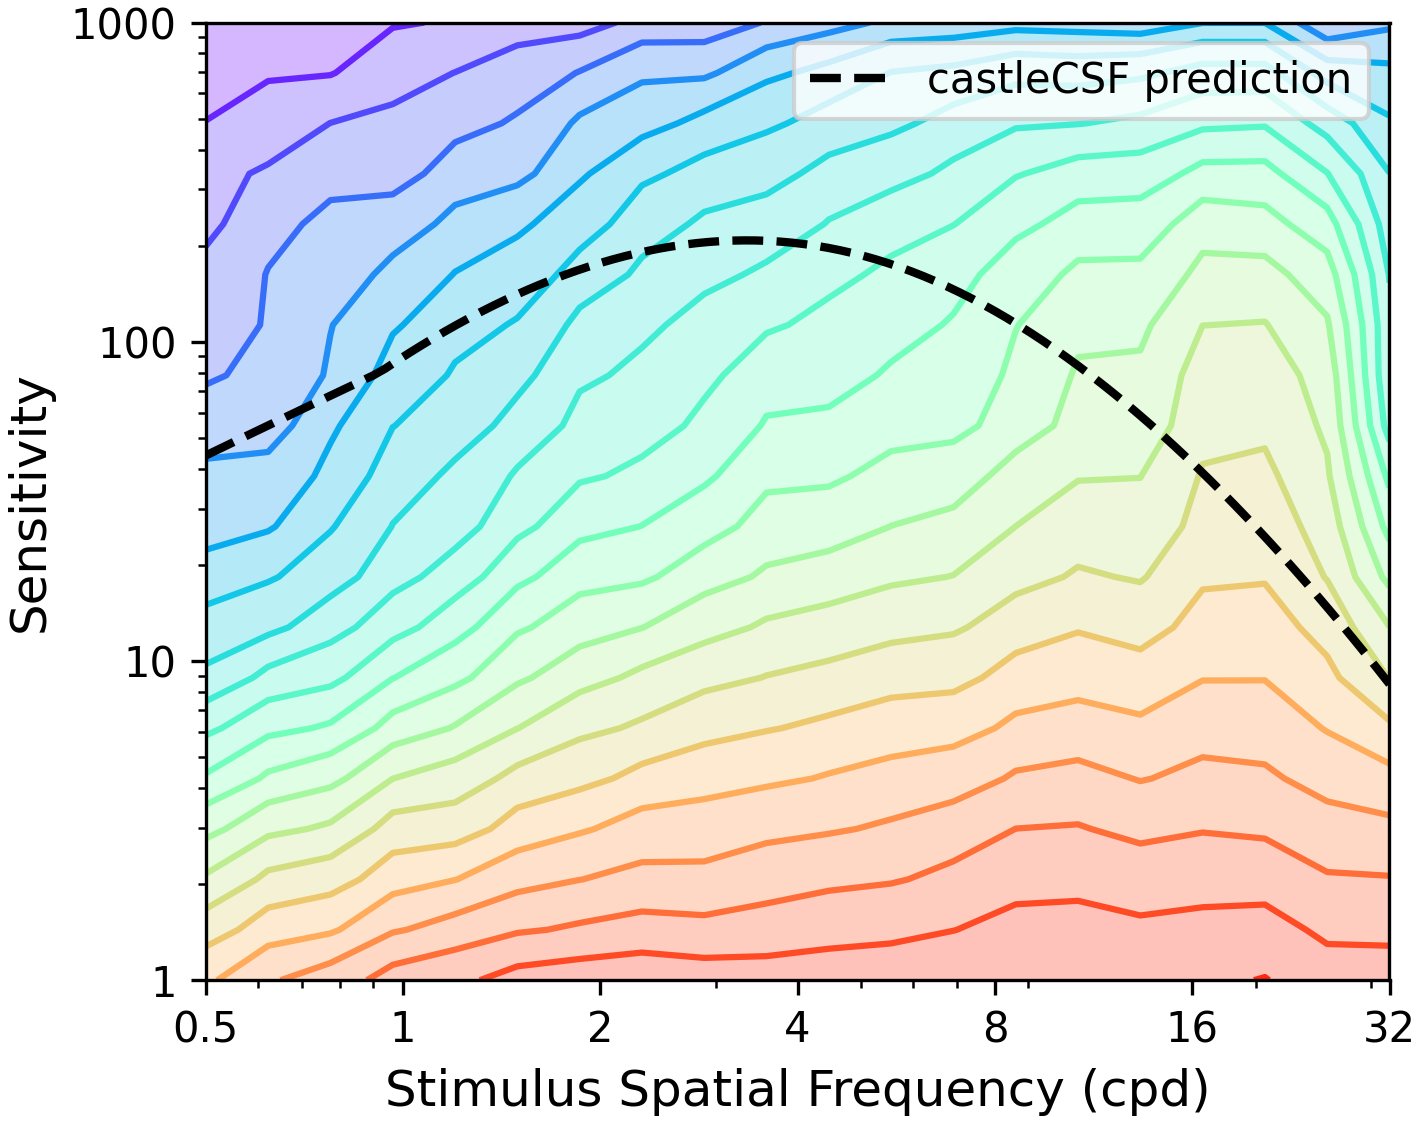 1000
castleCSF prediction
100
Sensitivity
10
1
0.5 1 2 4 8 16 32
Stimulus Spatial Frequency (cpd)